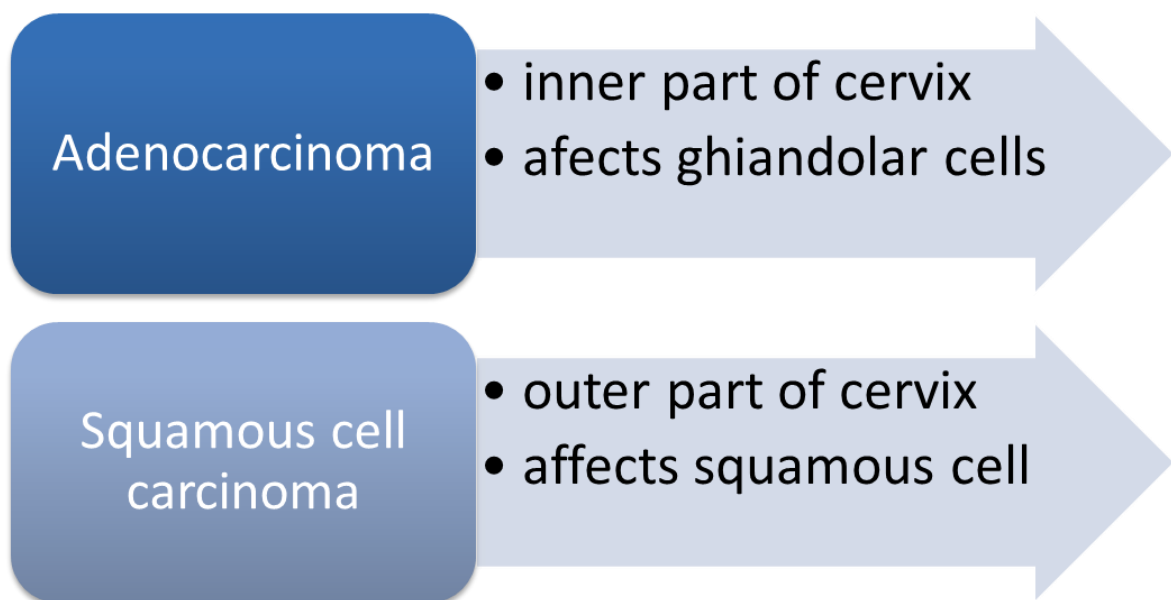 Adenocarcinoma
• inner part of cervix
• afects ghiandolar cells
Squamous cell
carcinoma
• outer part of cervix
• affects squamous cell